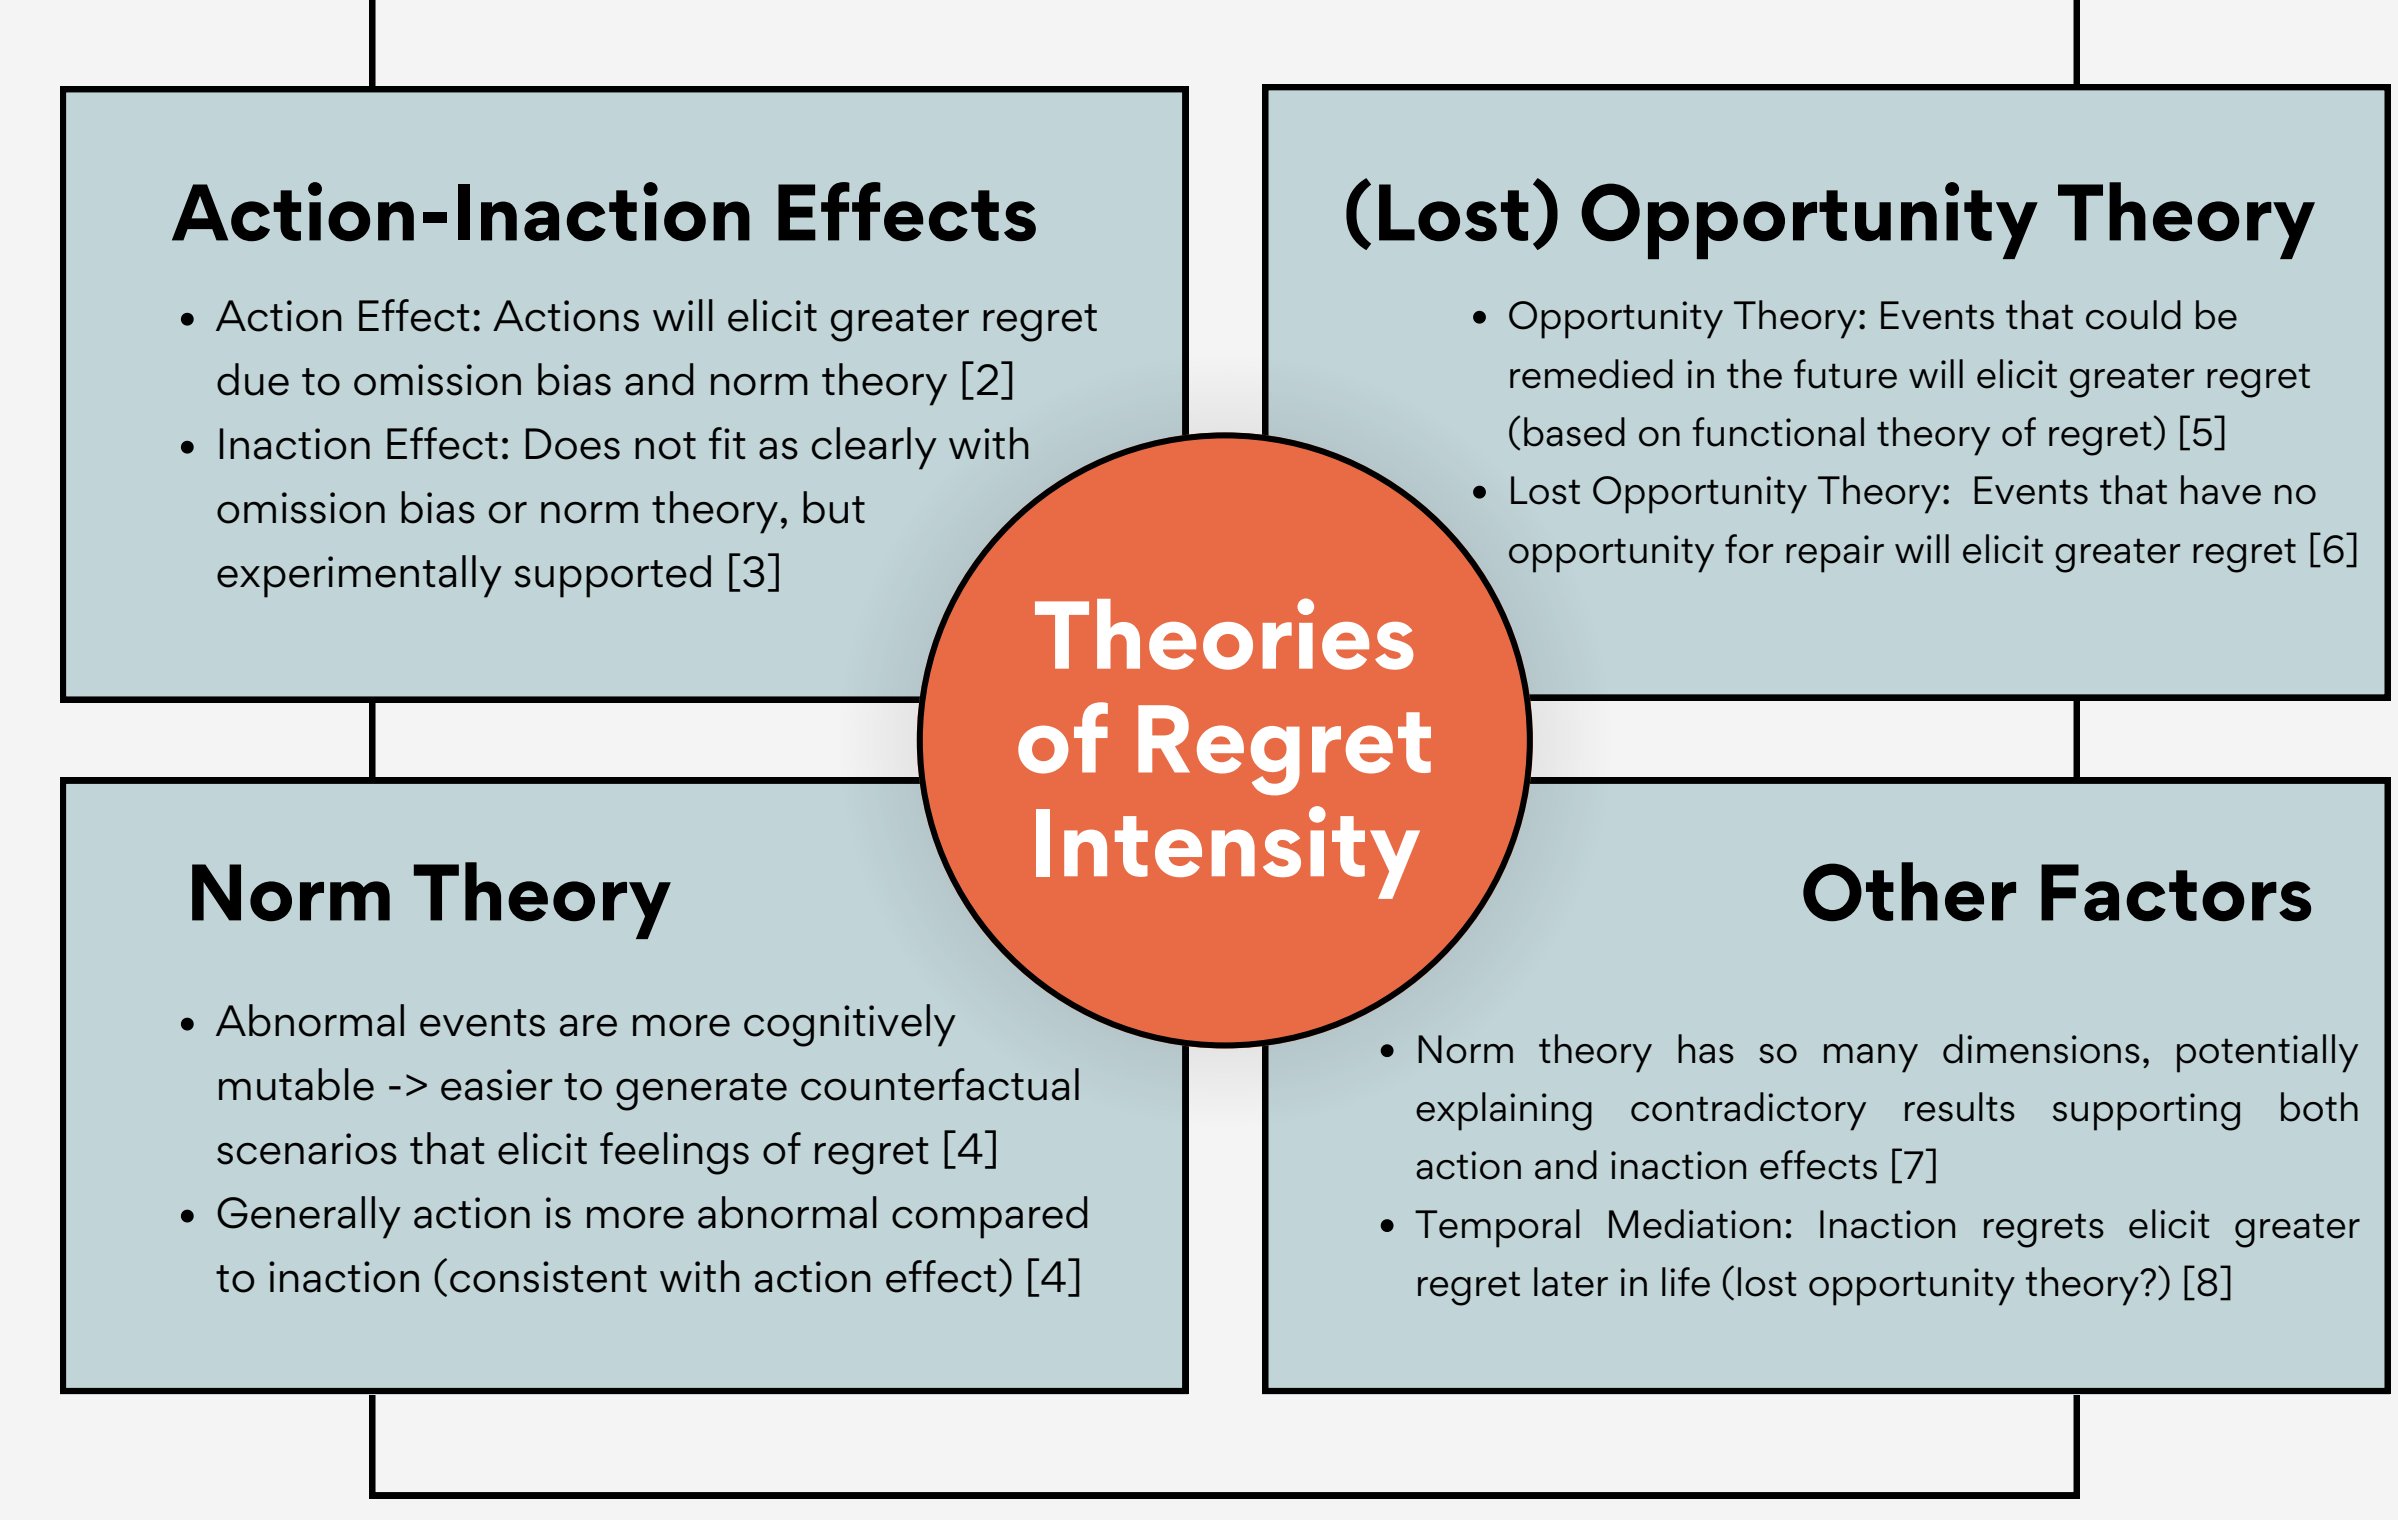 Action-Inaction Effects
• Action Effect: Actions will elicit greater regret
due to omission bias and norm theory [2]
• Inaction Effect: Does not fit as clearly with
omission bias or norm theory, but
experimentally supported [3]
(Lost) Opportunity Theory
• Opportunity Theory: Events that could be
remedied in the future will elicit greater regret
(based on functional theory of regret) [5]
• Lost Opportunity Theory:  Events that have no
opportunity for repair will elicit greater regret [6]
Theories
of Regret
Intensity
Norm Theory
• Abnormal events are more cognitively
mutable -> easier to generate counterfactual
scenarios that elicit feelings of regret [4]
• Generally action is more abnormal compared
to inaction (consistent with action effect) [4]
Other Factors
• Norm theory has so many dimensions, potentially
explaining contradictory results supporting both
action and inaction effects [7]
• Temporal Mediation: Inaction regrets elicit greater
regret later in life (lost opportunity theory?) [8]